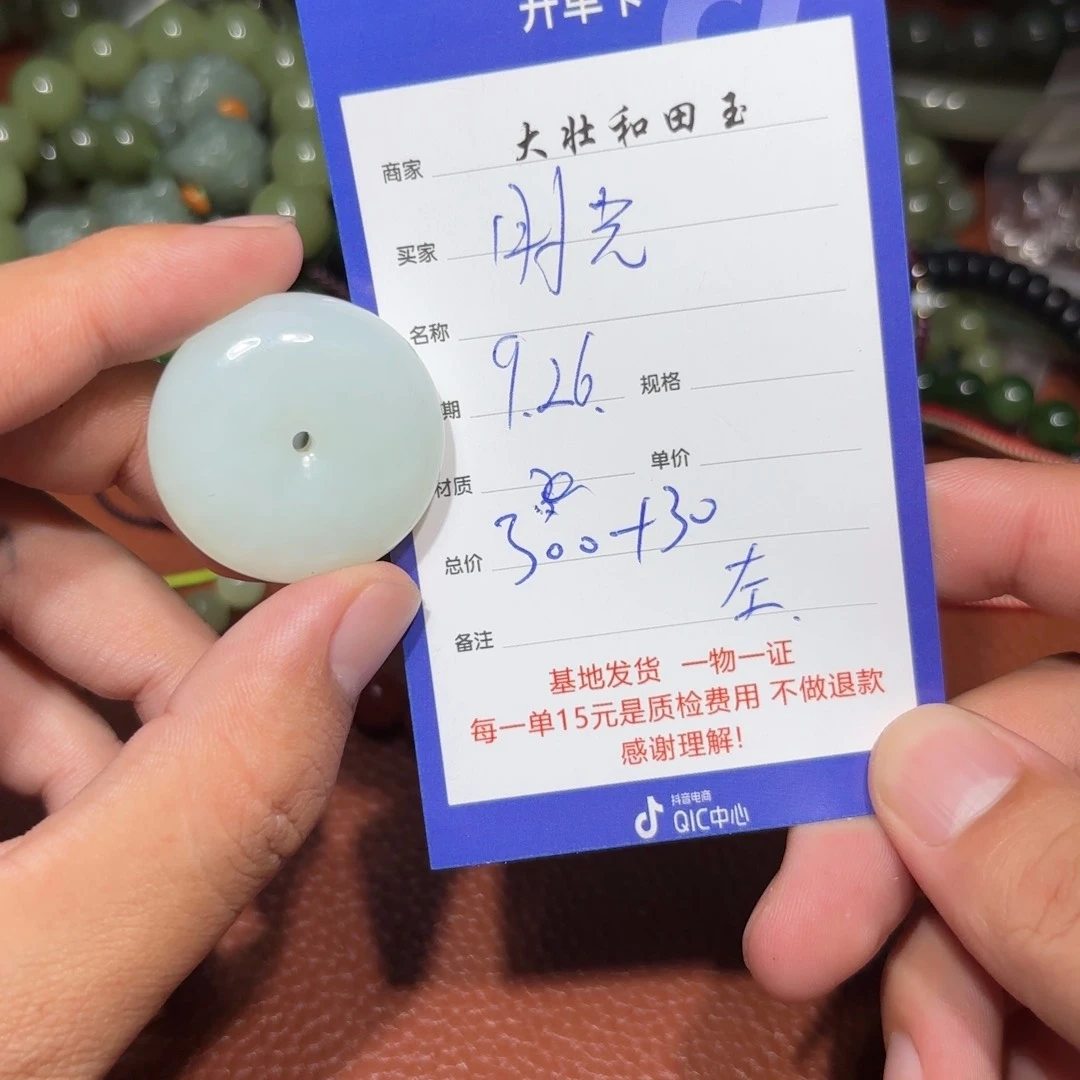 开单卡
商家 大壮和田玉
买家 明光
名称
期 9.26. 规格
材质 单价
总价 300+30
左.
备注
基地发货 一物一证
每一单15元是质检费用 不做退款
感谢理解!
抖音电商
QIC中心